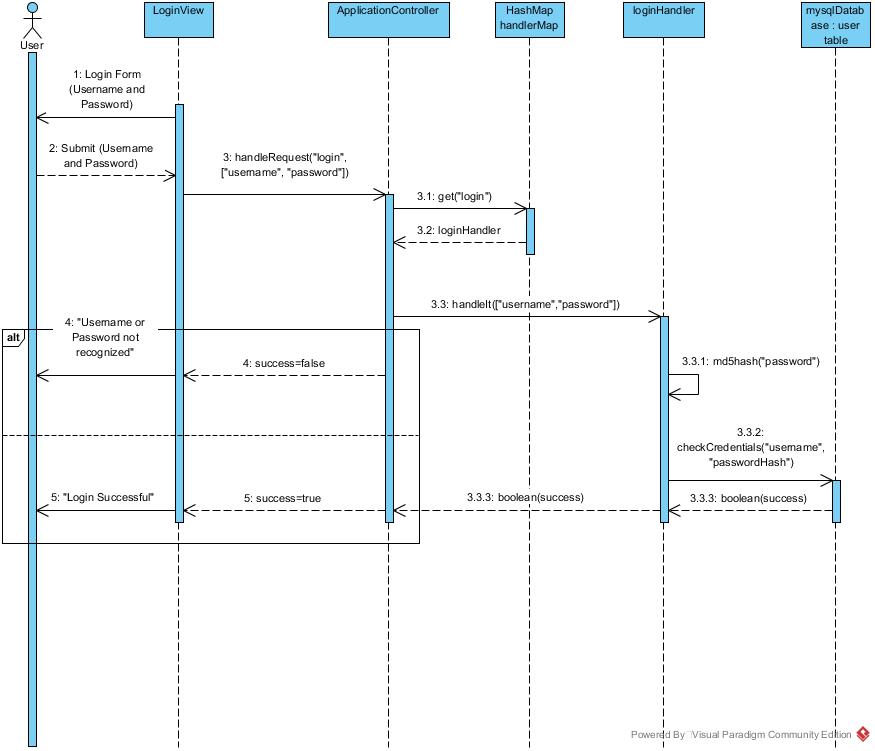 User
LoginView
ApplicationController
HashMap
handlerMap
loginHandler
mysqlDatab
ase : user
table
1: Login Form
(Username and
Password)
2: Submit (Username
and Password)
3: handleRequest("login",
["username", "password"])
3.1: get("login")
3.2: loginHandler
3.3: handleIt(["username","password"])
alt
4: "Username or
Password not
recognized"
4: success=false
3.3.1: md5hash("password")
3.3.2:
checkCredentials("username",
"passwordHash")
5: "Login Successful"
5: success=true
3.3.3: boolean(success)
3.3.3: boolean(success)
Powered By Visual Paradigm Community Edition